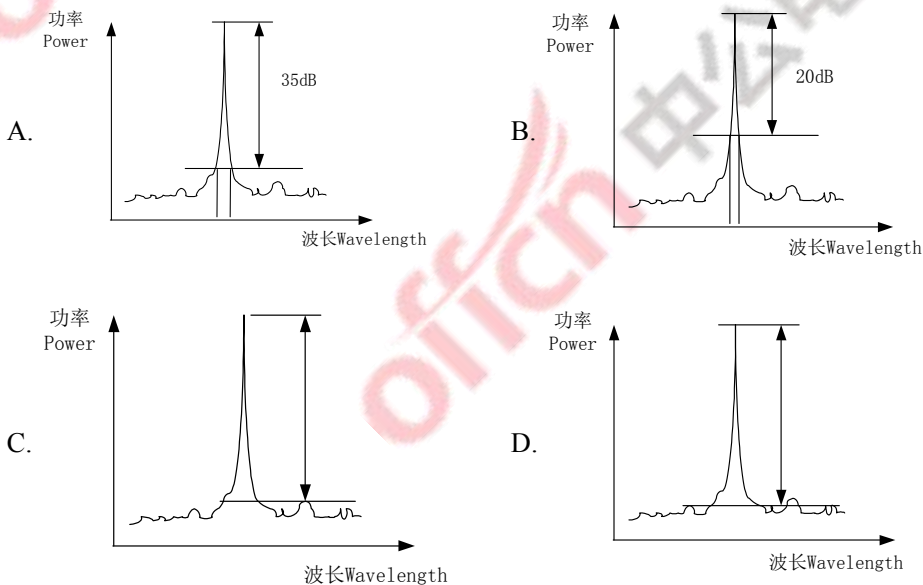 功率
Power
35dB
A.
波长Wavelength
功率
Power
20dB
B.
波长Wavelength
功率
Power
C.
波长Wavelength
功率
Power
D.
波长Wavelength
offcn 中公